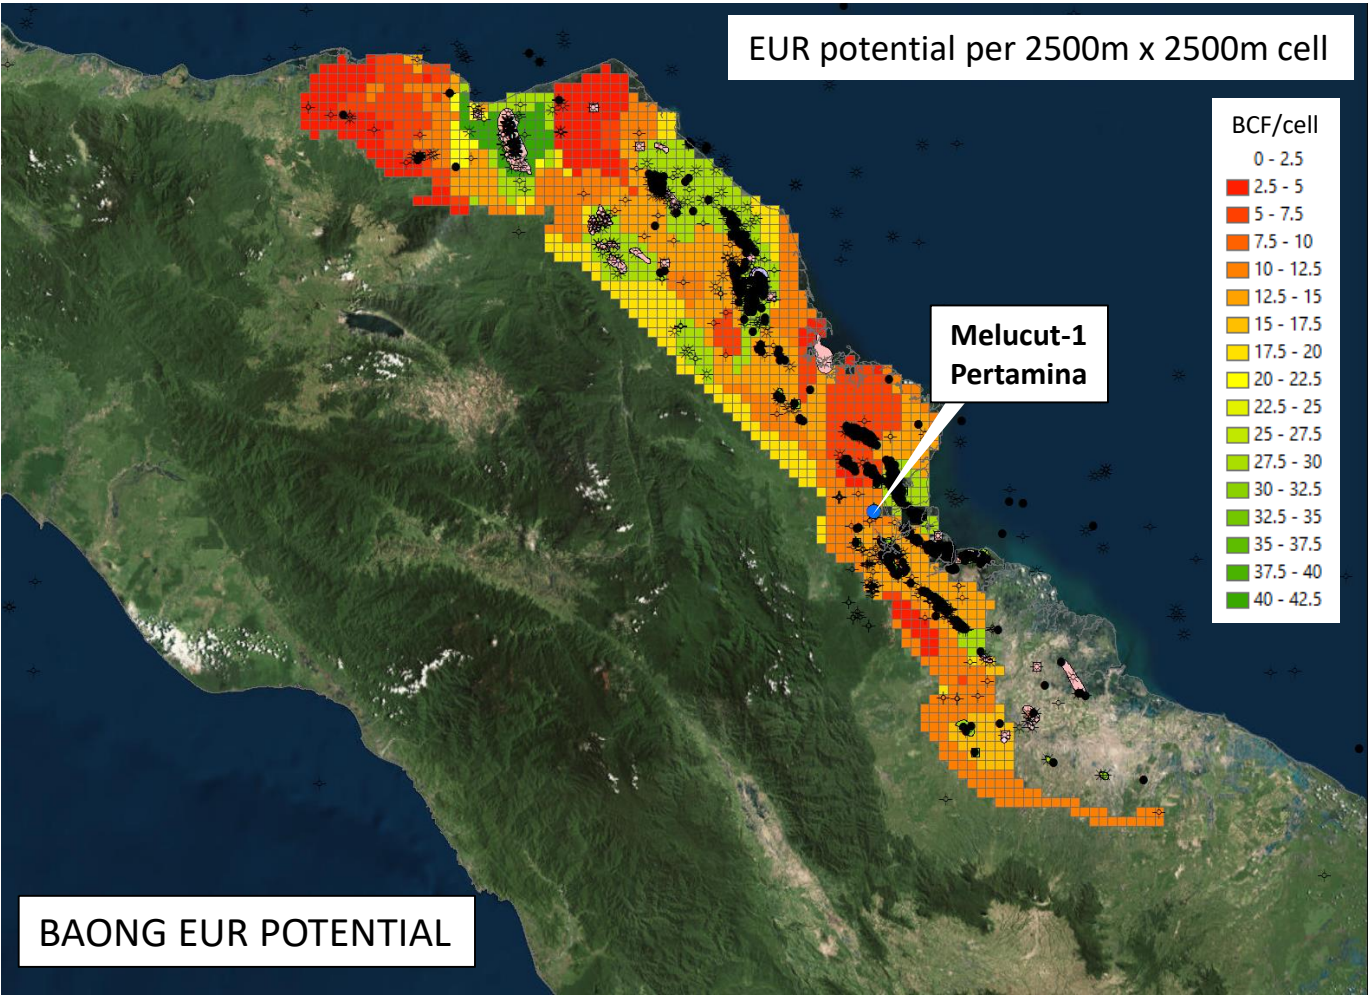 EUR potential per 2500m x 2500m cell
BCF/cell
0 - 2.5
2.5 - 5
5 - 7.5
7.5 - 10
10 - 12.5
12.5 - 15
15 - 17.5
17.5 - 20
20 - 22.5
22.5 - 25
25 - 27.5
27.5 - 30
30 - 32.5
32.5 - 35
35 - 37.5
37.5 - 40
40 - 42.5
Melucut-1
Pertamina
BAONG EUR POTENTIAL